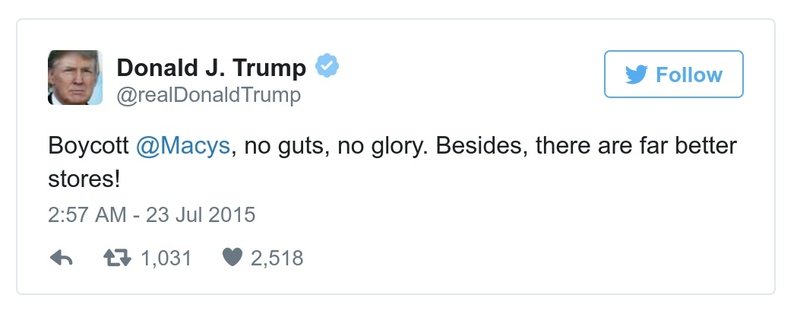 Donald J. Trump
@realDonaldTrump
Follow
Boycott @Macys, no guts, no glory. Besides, there are far better
stores!
2:57 AM - 23 Jul 2015
1,031 2,518